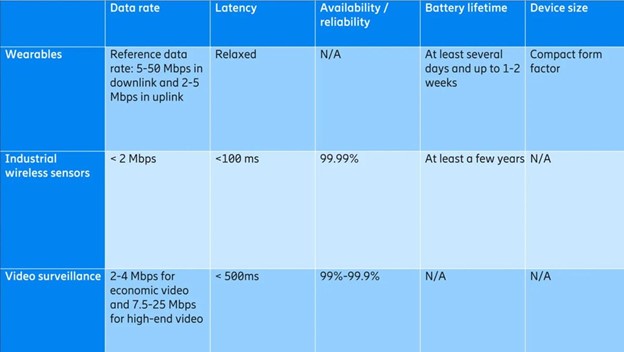 Data rate Latency Availability / reliability Battery lifetime Device size
Wearables
Reference data
rate: 5-50 Mbps in
downlink and 2-5
Mbps in uplink
Relaxed
N/A
At least several
days and up to 1-2
weeks
Compact form
factor
Industrial
wireless sensors
< 2 Mbps
<100 ms
99.99%
At least a few years
N/A
Video surveillance
2-4 Mbps for
economic video
and 7.5-25 Mbps
for high-end video
< 500ms
99%-99.9%
N/A
N/A